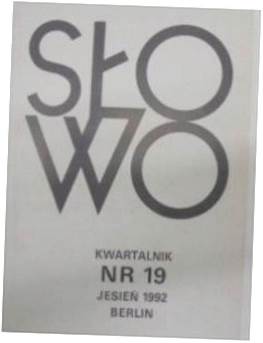 SŁO
WO
KWARTALNIK
NR 19
JESIEŃ 1992
BERLIN